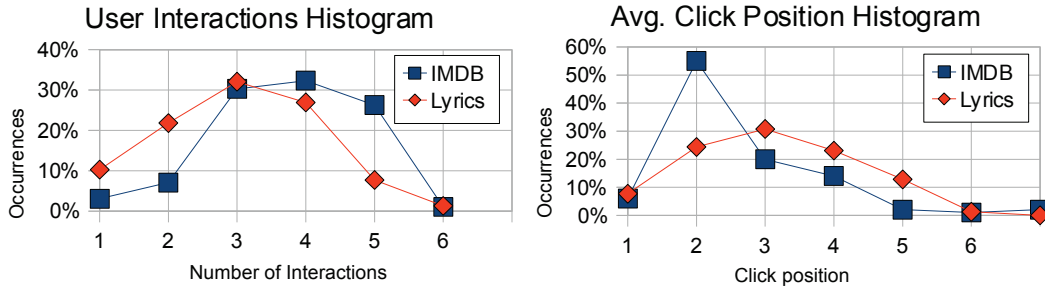 User Interactions Histogram
40%
30%
20%
10%
0%
Occurrences
IMDB
Lyrics
1 2 3 4 5 6
Number of Interactions
Avg. Click Position Histogram
60%
50%
40%
30%
20%
10%
0%
Occurrences
IMDB
Lyrics
1 2 3 4 5 6
Click position